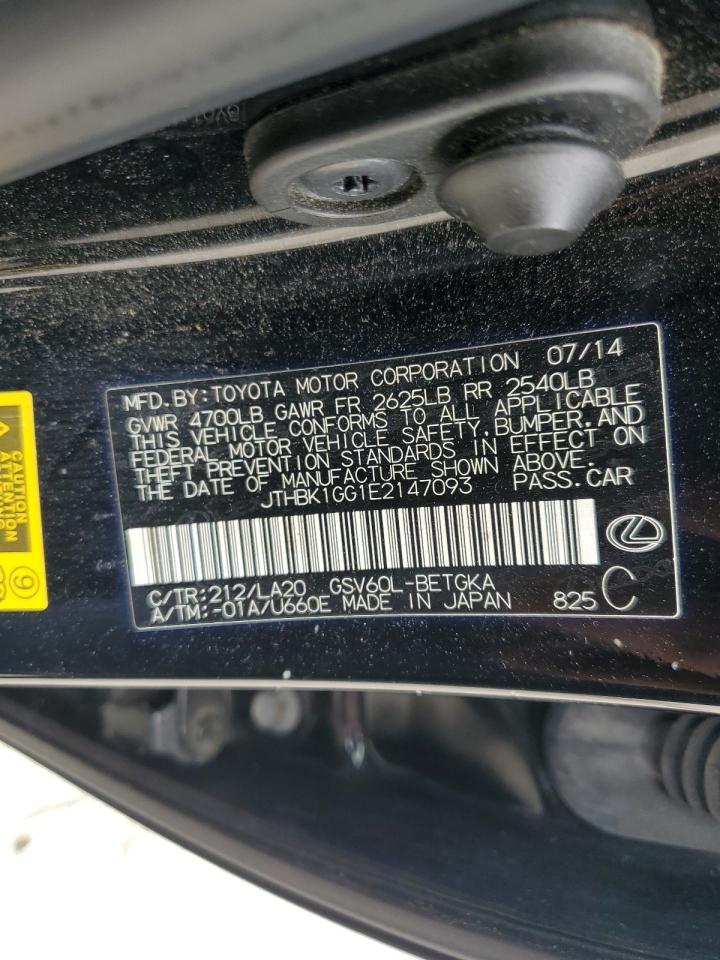 MFD. BY: TOYOTA MOTOR CORPORATION 07/14
GVWR 4700LB GAWR FR 2625LB RR 2540LB
THIS VEHICLE CONFORMS TO ALL APPLICABLE
FEDERAL MOTOR VEHICLE SAFETY, BUMPER, AND
THEFT PREVENTION STANDARDS IN EFFECT ON
THE DATE OF MANUFACTURE SHOWN ABOVE.
JTHBK1GG1E2147093 PASS. CAR
C/TR: 212/LA20 GSV60L-BETGKA
A/TM: -01A/U660E MADE IN JAPAN 825 C
CAUTION
ATTENTION
9